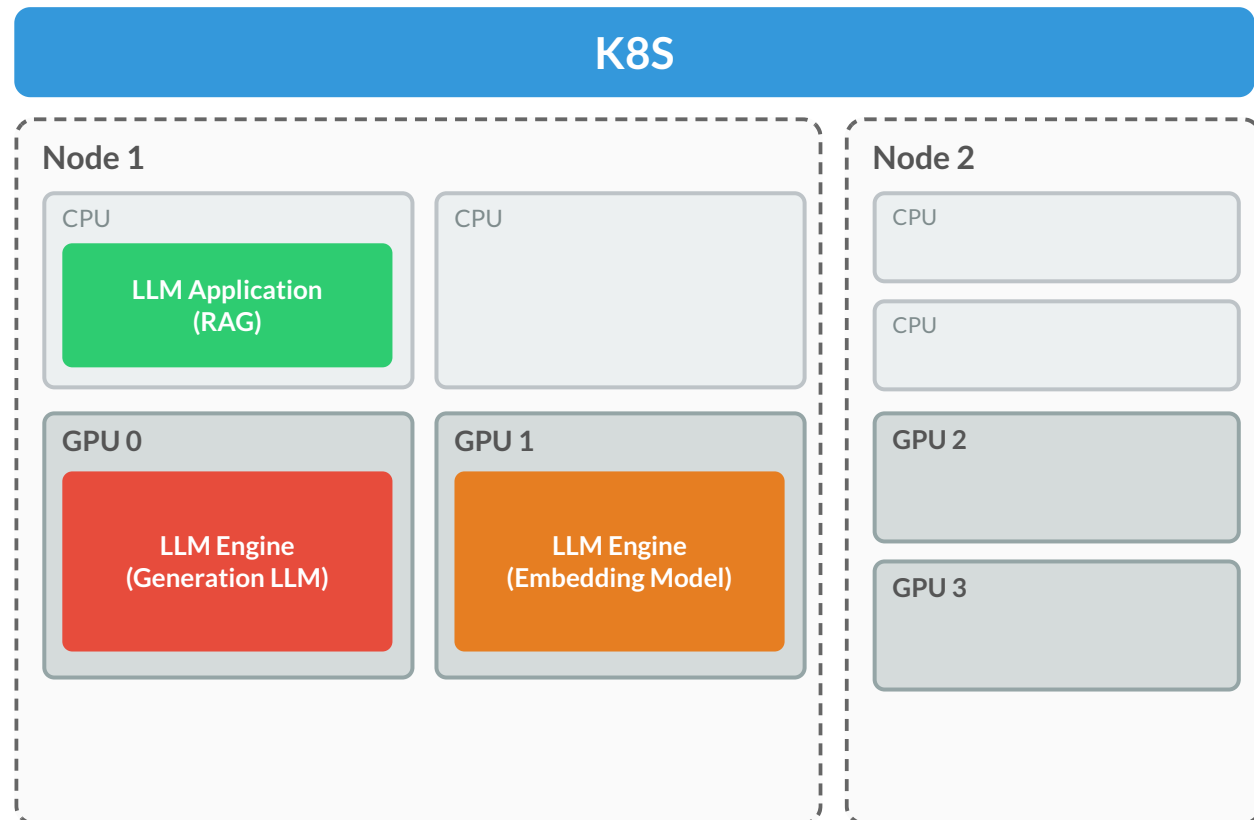 K8S
Node 1
CPU
LLM Application
(RAG)
CPU
GPU 0
LLM Engine
(Generation LLM)
GPU 1
LLM Engine
(Embedding Model)
Node 2
CPU
CPU
GPU 2
GPU 3